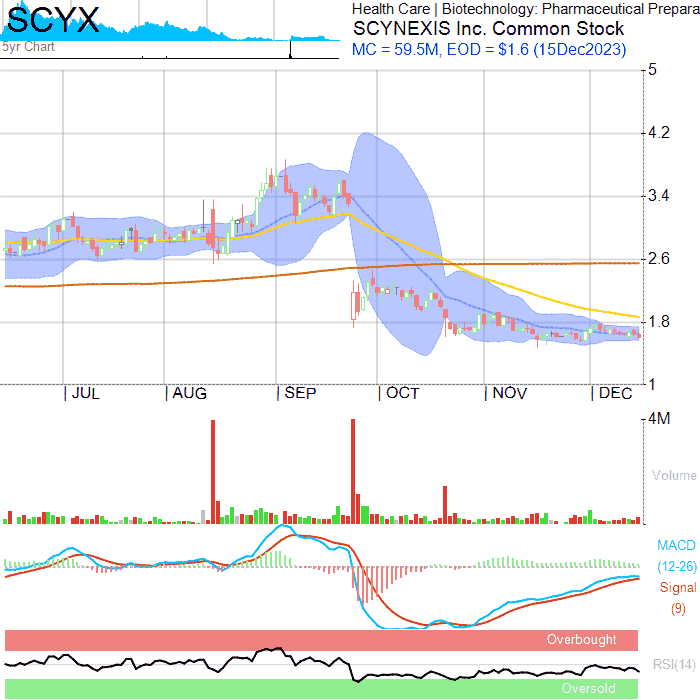 SCYX
5yr Chart
Health Care | Biotechnology: Pharmaceutical Prepara
SCYNEXIS Inc. Common Stock
MC = 59.5M, EOD = $1.6 (15Dec2023)
5
4.2
3.4
2.6
1.8
1
JUL
AUG
SEP
OCT
NOV
DEC
4M
Volume
MACD
(12-26)
Signal
(9)
Overbought
RSI(14)
Oversold